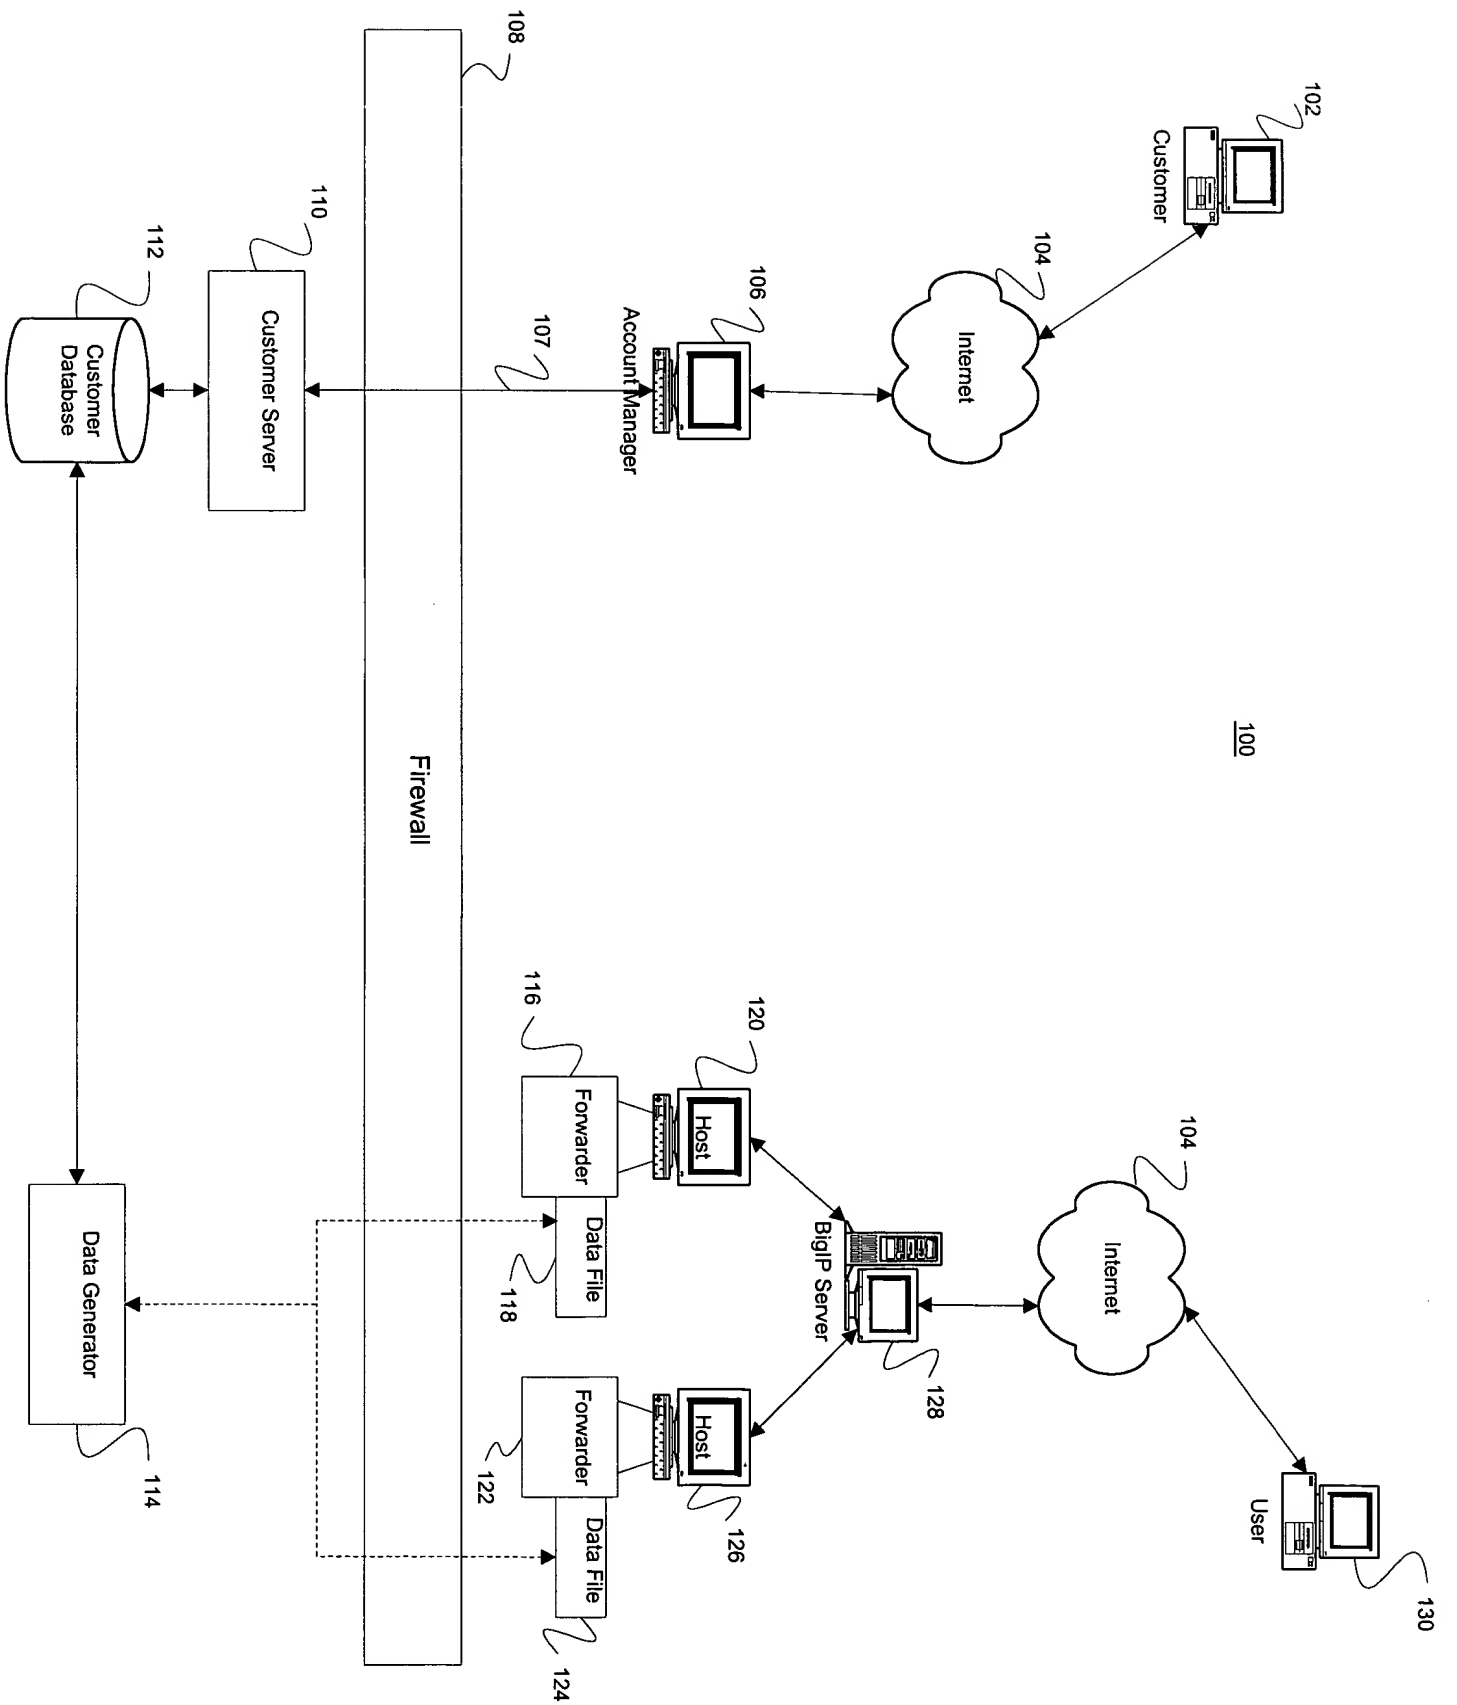 100
102
Customer
104
Internet
106
Account Manager
107
108
Firewall
110
Customer Server
112
Customer
Database
130
User
104
Internet
128
BigIP Server
120
Host
116
Forwarder
Data File
118
126
Host
122
Forwarder
Data File
124
Data Generator
114